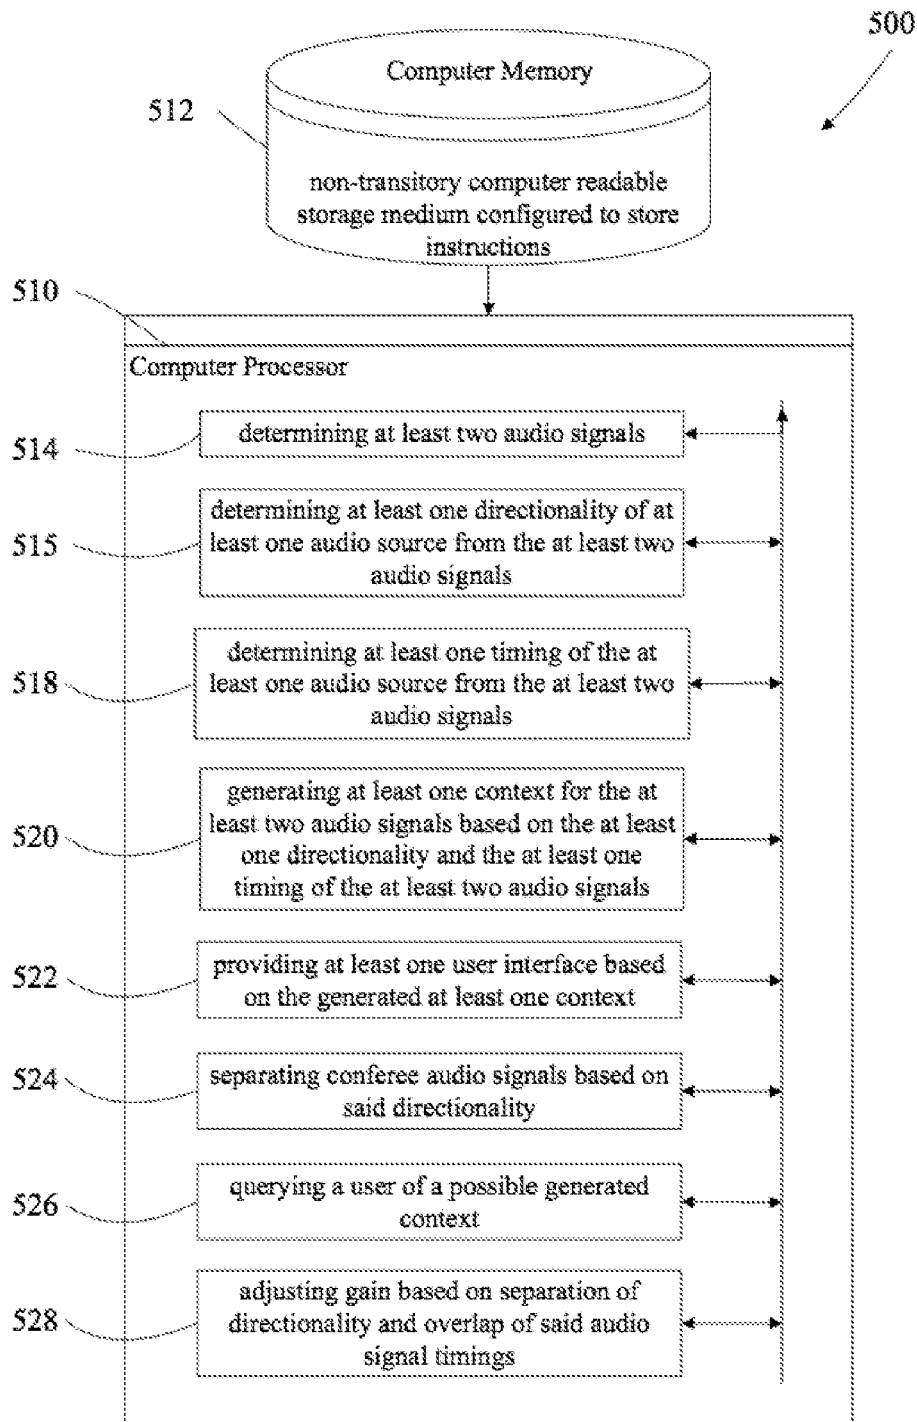 500
Computer Memory
512
non-transitory computer readable
storage medium configured to store
instructions
510
Computer Processor
514
determining at least two audio signals
515
determining at least one directionality of at
least one audio source from the at least two
audio signals
518
determining at least one timing of the at
least one audio source from the at least two
audio signals
520
generating at least one context for the at
least two audio signals based on the at least
one directionality and the at least one
timing of the at least two audio signals
522
providing at least one user interface based
on the generated at least one context
524
separating conferee audio signals based on
said directionality
526
querying a user of a possible generated
context
528
adjusting gain based on separation of
directionality and overlap of said audio
signal timings